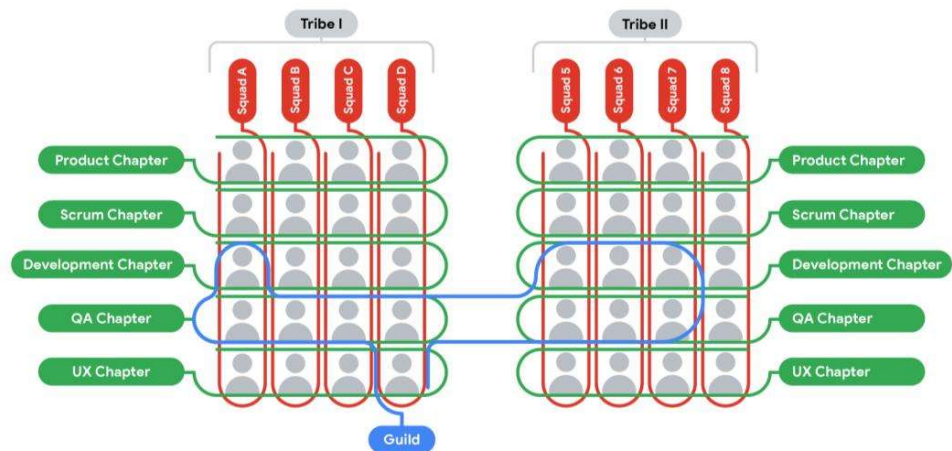 Tribe I
Tribe II
Squad A
Squad B
Squad C
Squad D
Squad 5
Squad 6
Squad 7
Squad 8
Product Chapter
Product Chapter
Scrum Chapter
Scrum Chapter
Development Chapter
Development Chapter
QA Chapter
QA Chapter
UX Chapter
UX Chapter
Guild